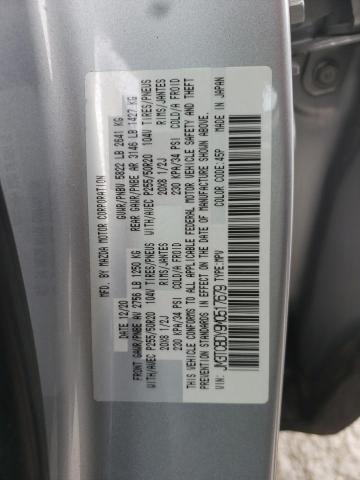 MFD. BY MAZDA MOTOR CORPORATION
12/20 GVWR/PNBV 5822 LB 2641 KG
DATE
FRONT GAWR/PNBE AV 2756 LB 1250 KG REAR GAWR/PNBE AR 3146 LB 1427 KG
WITH/AVEC P255/50R20 104V TIRES/PNEUS WITH/AVEC P255/50R20 104V TIRES/PNEUS
20X8 1/2J RIMS/JANTES 20X8 1/2J RIMS/JANTES
230 KPA/34 PSI COLD/A FROID 230 KPA/34 PSI COLD/A FROID
THIS VEHICLE CONFORMS TO ALL APPLICABLE FEDERAL MOTOR VEHICLE SAFETY AND THEFT
PREVENTION STANDARDS IN EFFECT ON THE DATE OF MANUFACTURE SHOWN ABOVE.
COLOR CODE:45P MADE IN JAPAN
VIN: JM3TCBDY9M0517679 TYPE:MPV